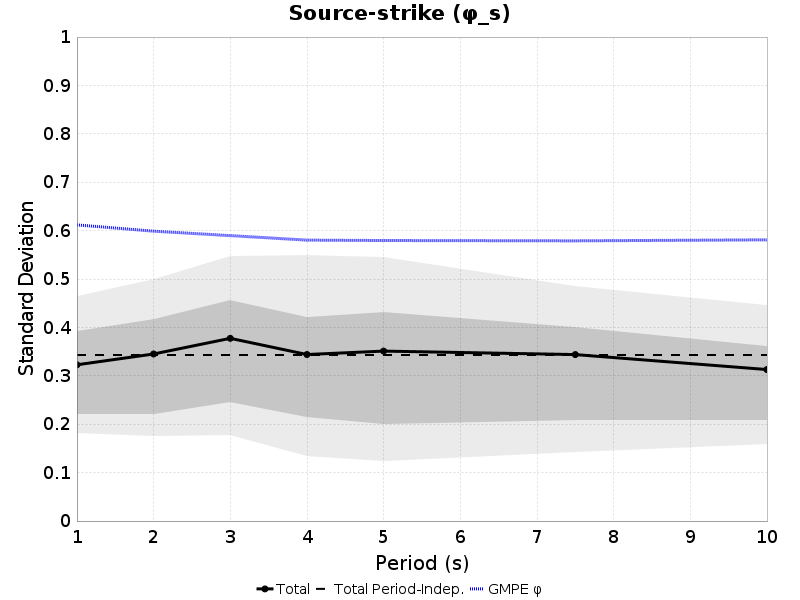 Source-strike (φ_s)
1
0.9
0.8
0.7
0.6
0.5
0.4
0.3
0.2
0.1
0
Standard Deviation
1 2 3 4 5 6 7 8 9 10
Period (s)
Total Total Period-Indep. GMPE φ